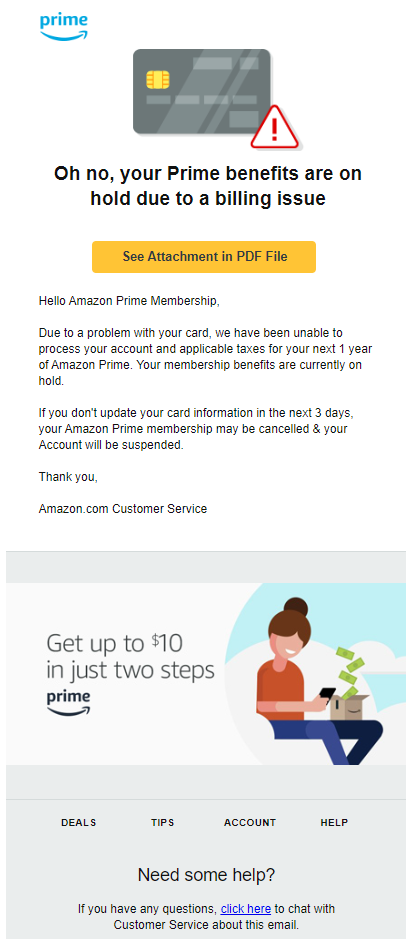 prime
Oh no, your Prime benefits are on
hold due to a billing issue
See Attachment in PDF File
Hello Amazon Prime Membership,
Due to a problem with your card, we have been unable to
process your account and applicable taxes for your next 1 year
of Amazon Prime. Your membership benefits are currently on
hold.
If you don't update your card information in the next 3 days,
your Amazon Prime membership may be cancelled & your
Account will be suspended.
Thank you,
Amazon.com Customer Service
Get up to $10
in just two steps
prime
DEALS TIPS ACCOUNT HELP
Need some help?
If you have any questions, click here to chat with
Customer Service about this email.